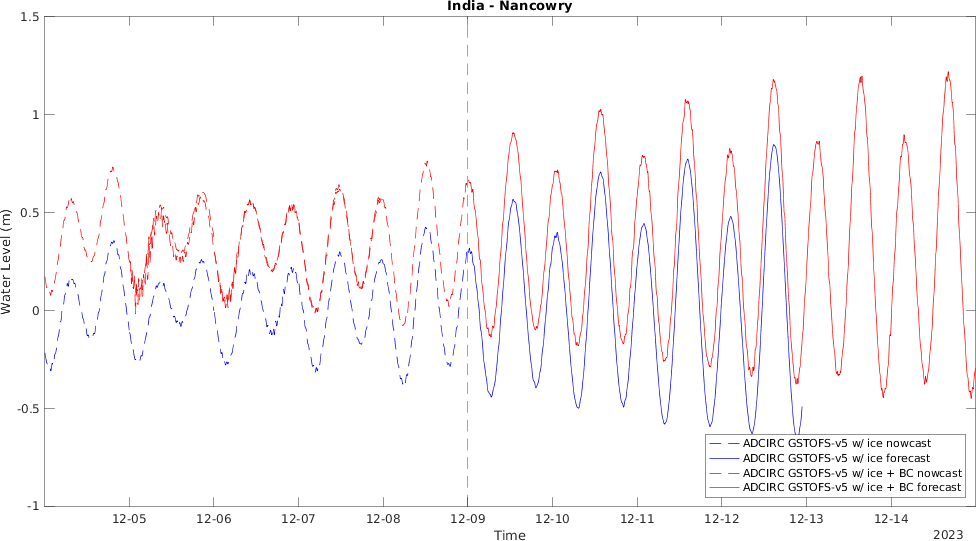 India - Nancowry
Water Level (m)
1.5
1
0.5
0
-0.5
-1
12-05 12-06 12-07 12-08 12-09 12-10 12-11 12-12 12-13 12-14
Time
2023
ADCIRC GSTOFS-v5 w/ ice nowcast
ADCIRC GSTOFS-v5 w/ ice forecast
ADCIRC GSTOFS-v5 w/ ice + BC nowcast
ADCIRC GSTOFS-v5 w/ ice + BC forecast